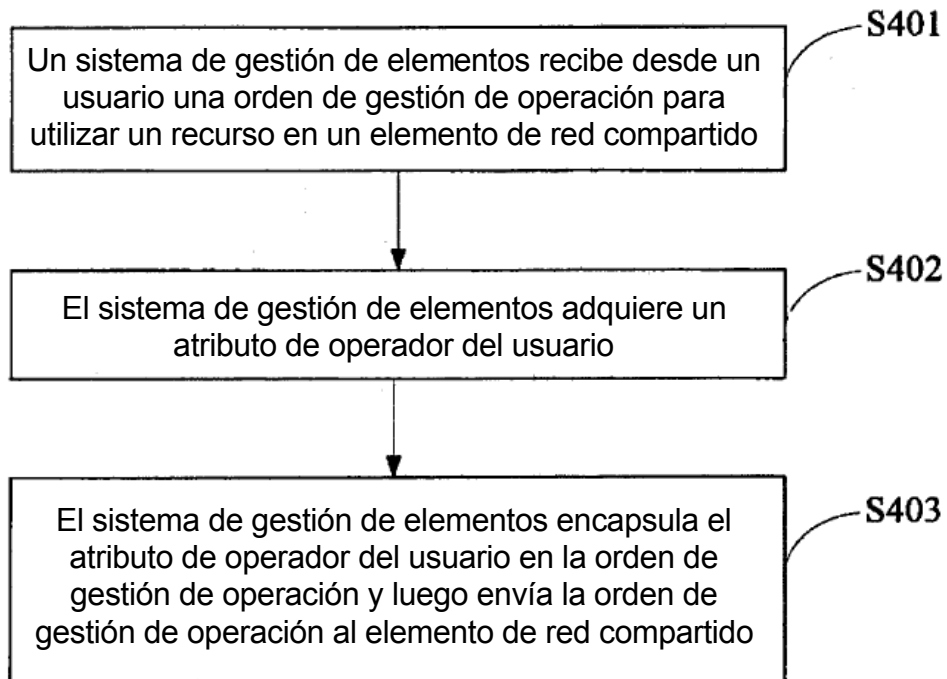 S401
Un sistema de gestión de elementos recibe desde un
usuario una orden de gestión de operación para
utilizar un recurso en un elemento de red compartido
S402
El sistema de gestión de elementos adquiere un
atributo de operador del usuario
S403
El sistema de gestión de elementos encapsula el
atributo de operador del usuario en la orden de
gestión de operación y luego envía la orden de
gestión de operación al elemento de red compartido